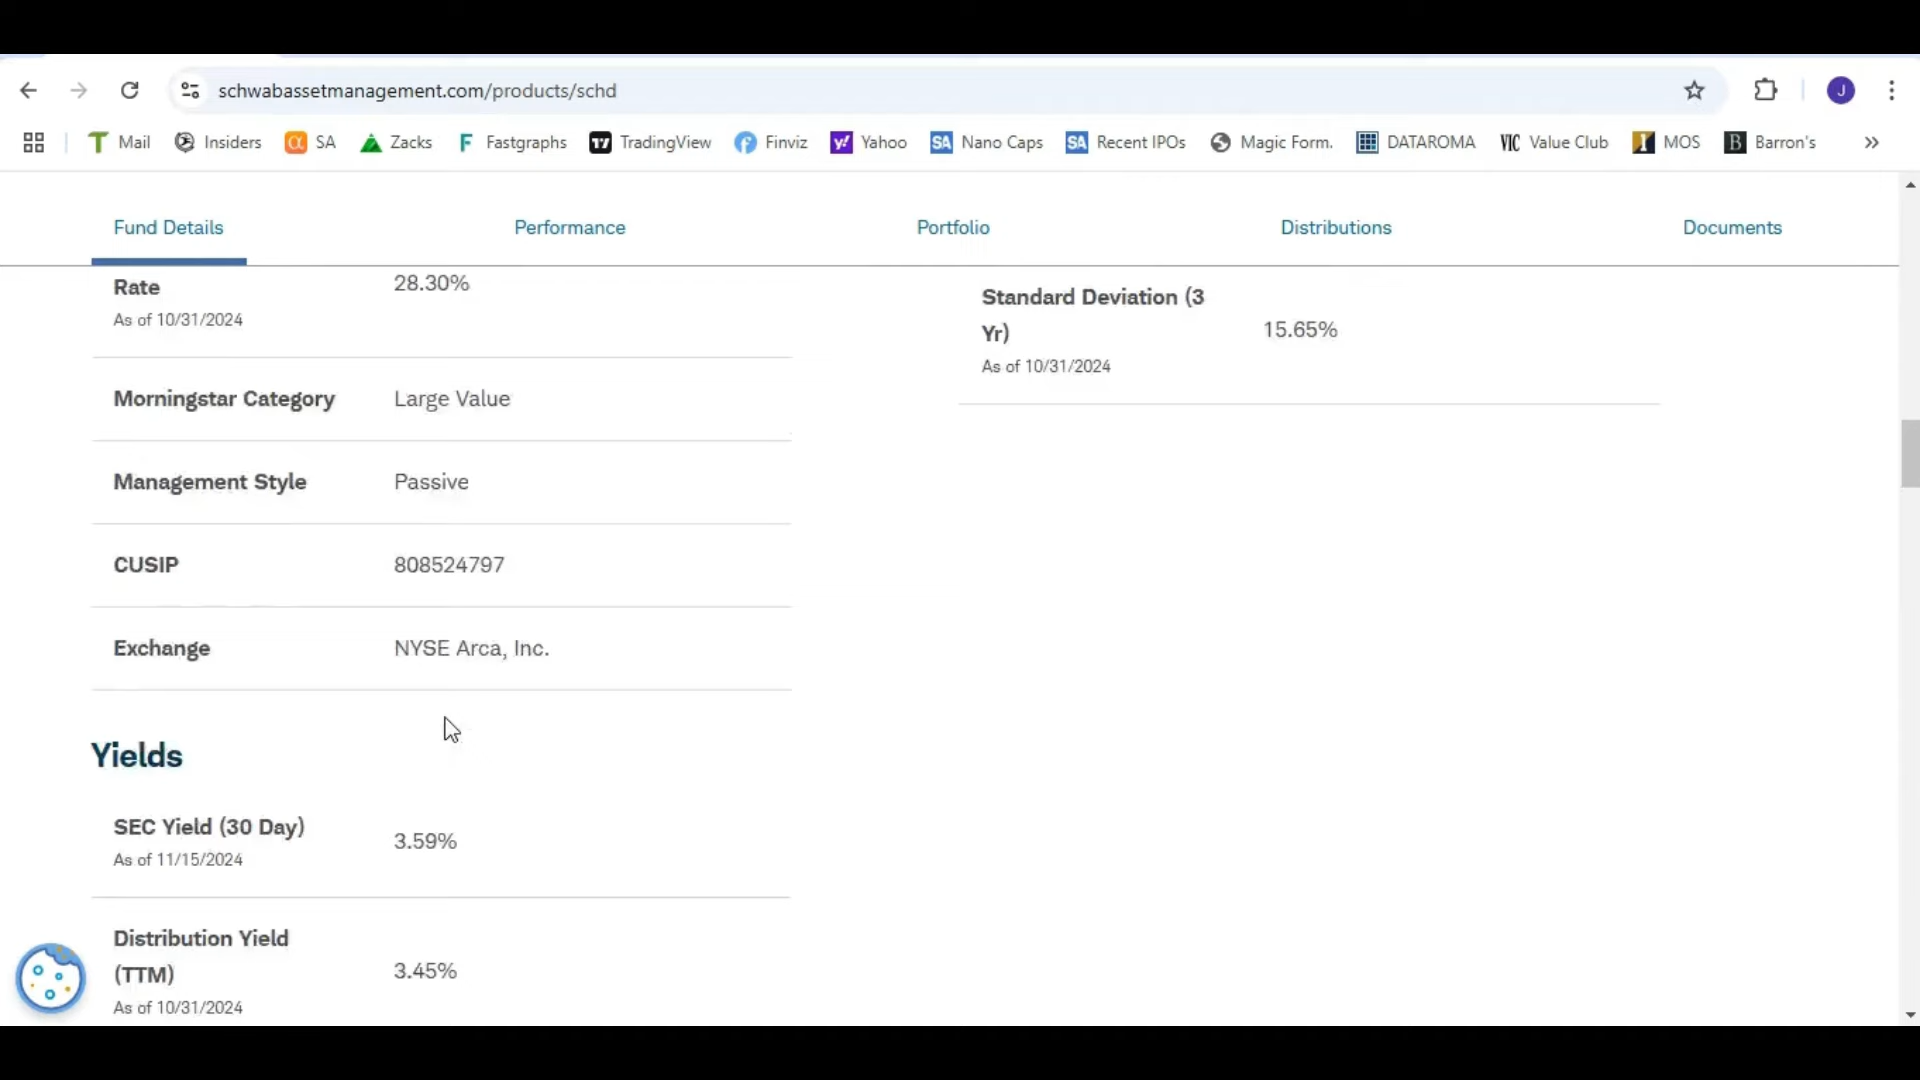 schwabassetmanagement.com/products/schd
J
Mail Insiders SA Zacks Fastgraphs TradingView Finviz Yahoo Nano Caps Recent IPOs Magic Form. DATAROMA Value Club MOS Barron's »
Fund Details Performance Portfolio Distributions Documents
Rate 28.30%
As of 10/31/2024
Standard Deviation (3
Yr) 15.65%
As of 10/31/2024
Morningstar Category Large Value
Management Style Passive
CUSIP 808524797
Exchange NYSE Arca, Inc.
Yields
SEC Yield (30 Day) 3.59%
As of 11/15/2024
Distribution Yield
(TTM) 3.45%
As of 10/31/2024